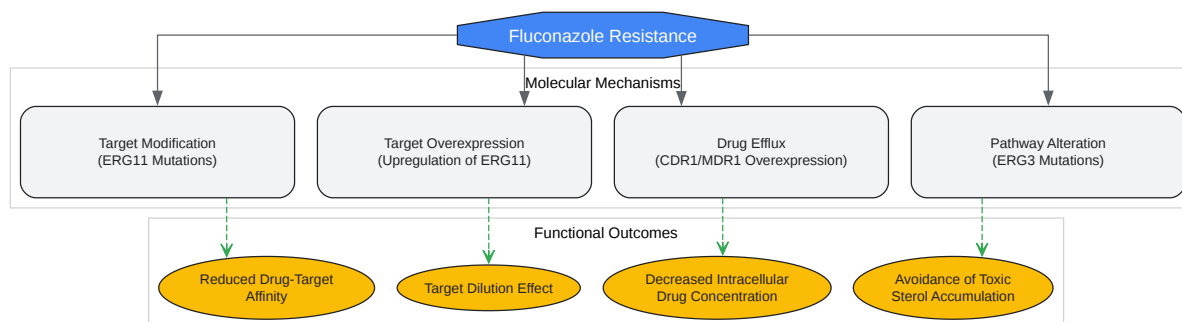 Fluconazole Resistance
Molecular Mechanisms
Target Modification
(ERG11 Mutations)
Target Overexpression
(Upregulation of ERG11)
Drug Efflux
(CDR1/MDR1 Overexpression)
Pathway Alteration
(ERG3 Mutations)
Functional Outcomes
Reduced Drug-Target
Affinity
Target Dilution Effect
Decreased Intracellular
Drug Concentration
Avoidance of Toxic
Sterol Accumulation